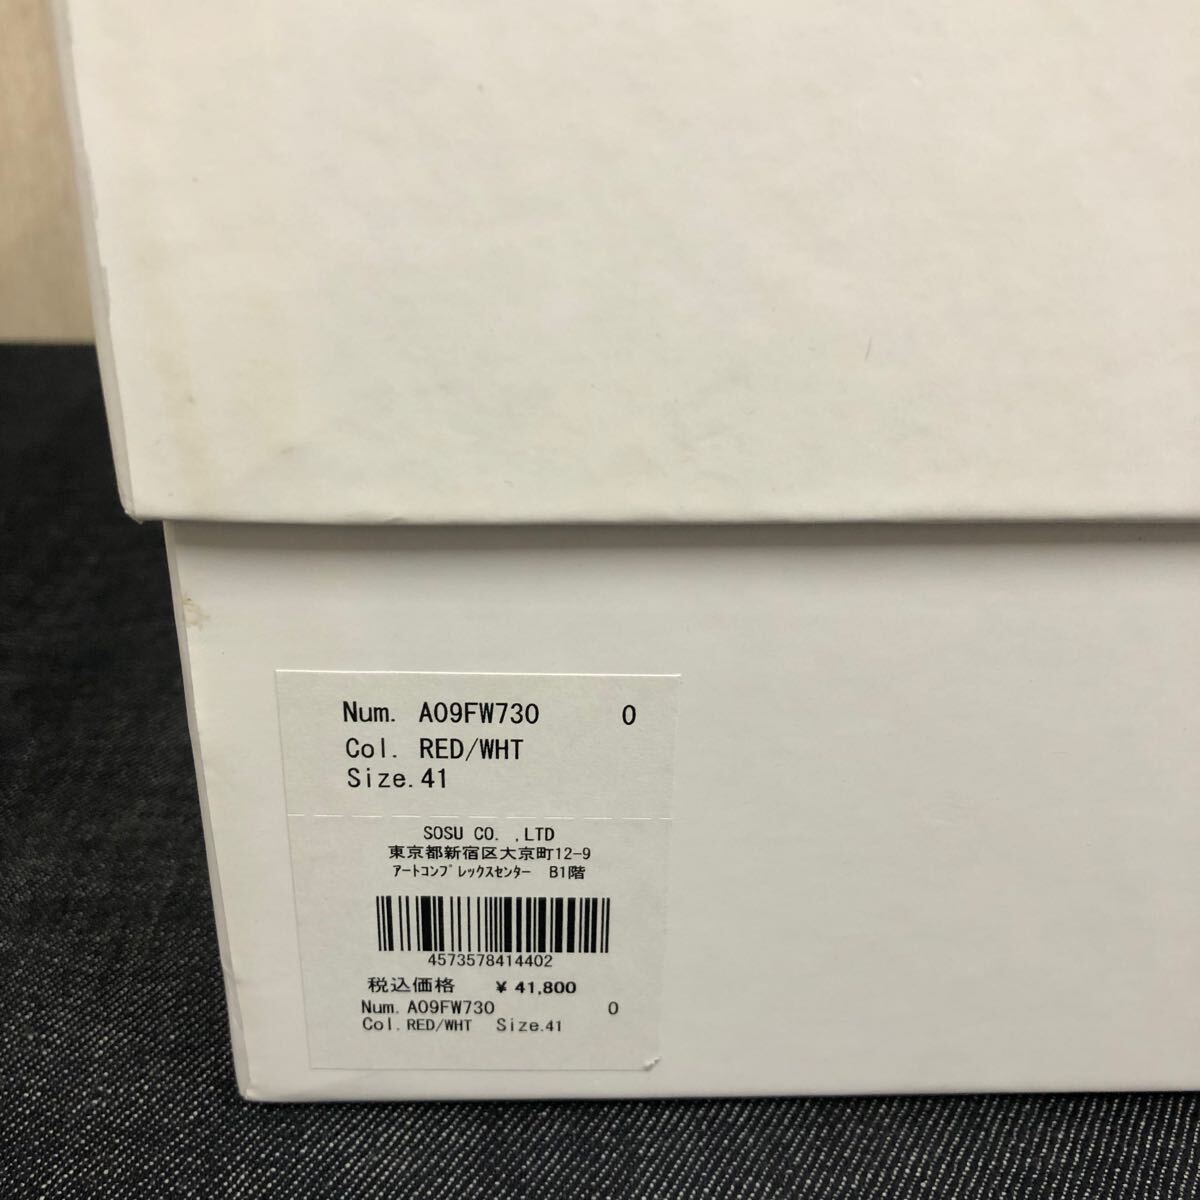 Num. A09FW730 0
Col. RED/WHT
Size.41
SOSU CO. ,LTD
東京都新宿区大京町12-9
ｱｰﾄｺﾝﾌﾟﾚｯｸｽｾﾝﾀｰ B1階
4573578414402
税込価格 ¥ 41,800
Num. A09FW730 0
Col. RED/WHT Size.41